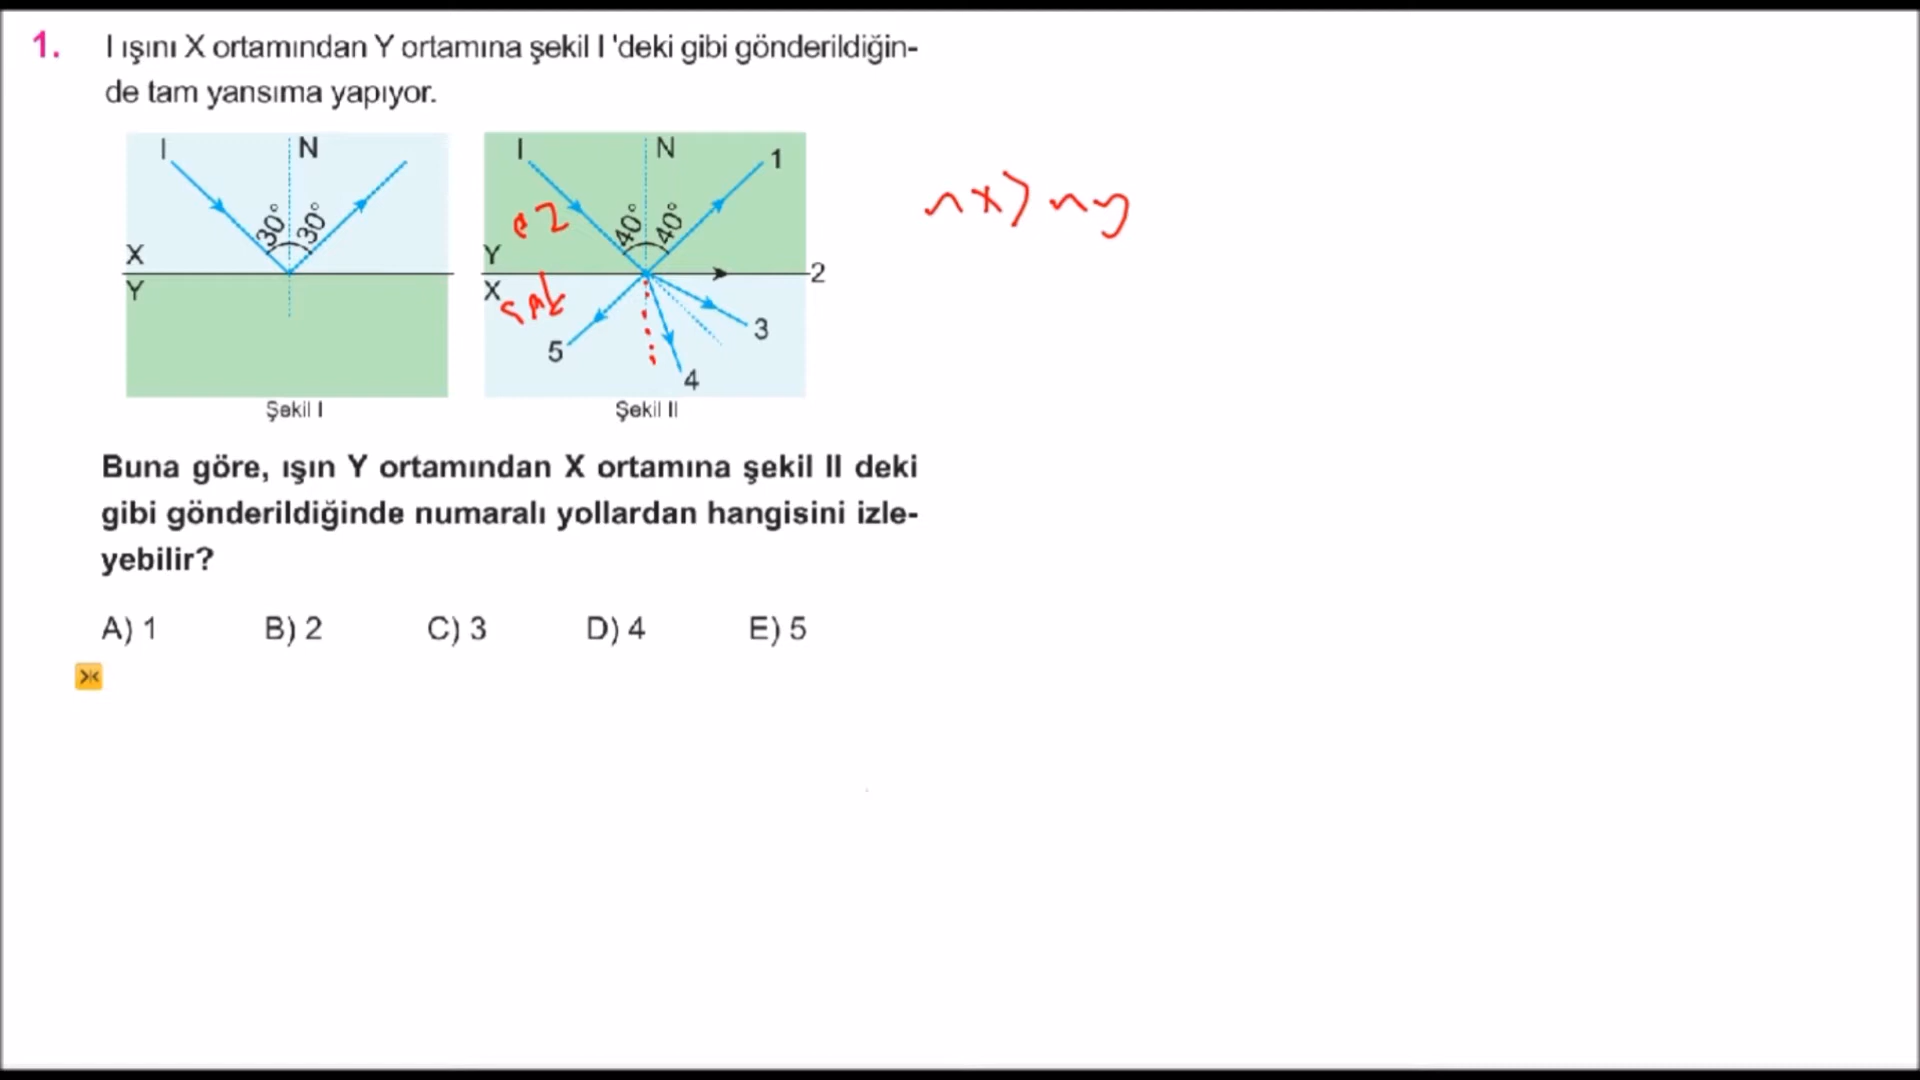 1. I ışını X ortamından Y ortamına şekil I 'deki gibi gönderildiğin-
de tam yansıma yapıyor.
I N
30° 30°
X
Y
Şekil I
I N 1
az
40° 40°
Y
2
X
çok
3
5
4
Şekil II
nx > ny
Buna göre, ışın Y ortamından X ortamına şekil II deki
gibi gönderildiğinde numaralı yollardan hangisini izle-
yebilir?
A) 1 B) 2 C) 3 D) 4 E) 5